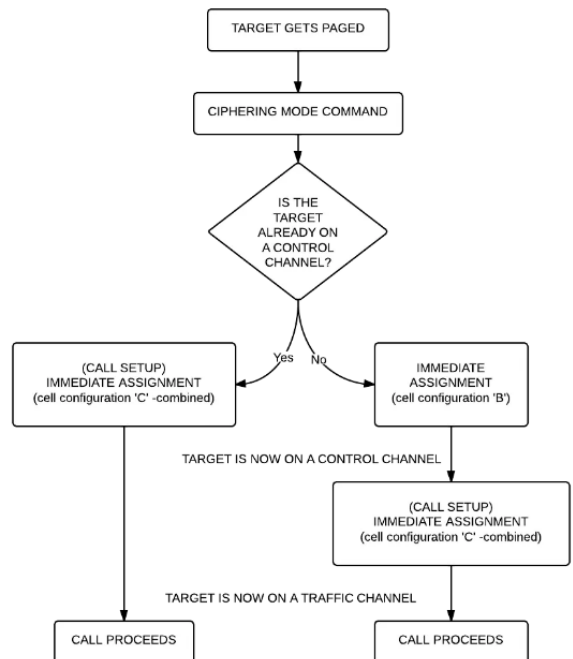 TARGET GETS PAGED
CIPHERING MODE COMMAND
IS THE
TARGET
ALREADY ON
A CONTROL
CHANNEL?
Yes
No
(CALL SETUP)
IMMEDIATE ASSIGNMENT
(cell configuration 'C' -combined)
IMMEDIATE
ASSIGNMENT
(cell configuration 'B')
TARGET IS NOW ON A CONTROL CHANNEL
(CALL SETUP)
IMMEDIATE ASSIGNMENT
(cell configuration 'C' -combined)
TARGET IS NOW ON A TRAFFIC CHANNEL
CALL PROCEEDS
CALL PROCEEDS